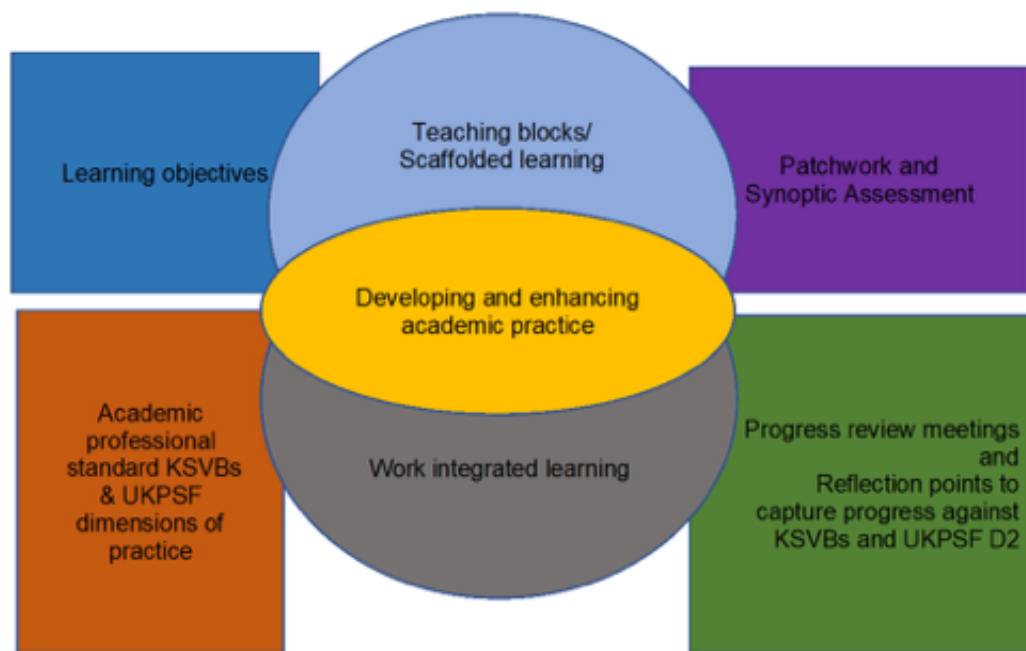 Learning objectives
Teaching blocks/
Scaffolded learning
Patchwork and
Synoptic Assessment
Developing and enhancing
academic practice
Academic
professional
standard KSVBs
& UKPSF
dimensions of
practice
Work integrated learning
Progress review meetings
and
Reflection points to
capture progress against
KSVBs and UKPSF D2